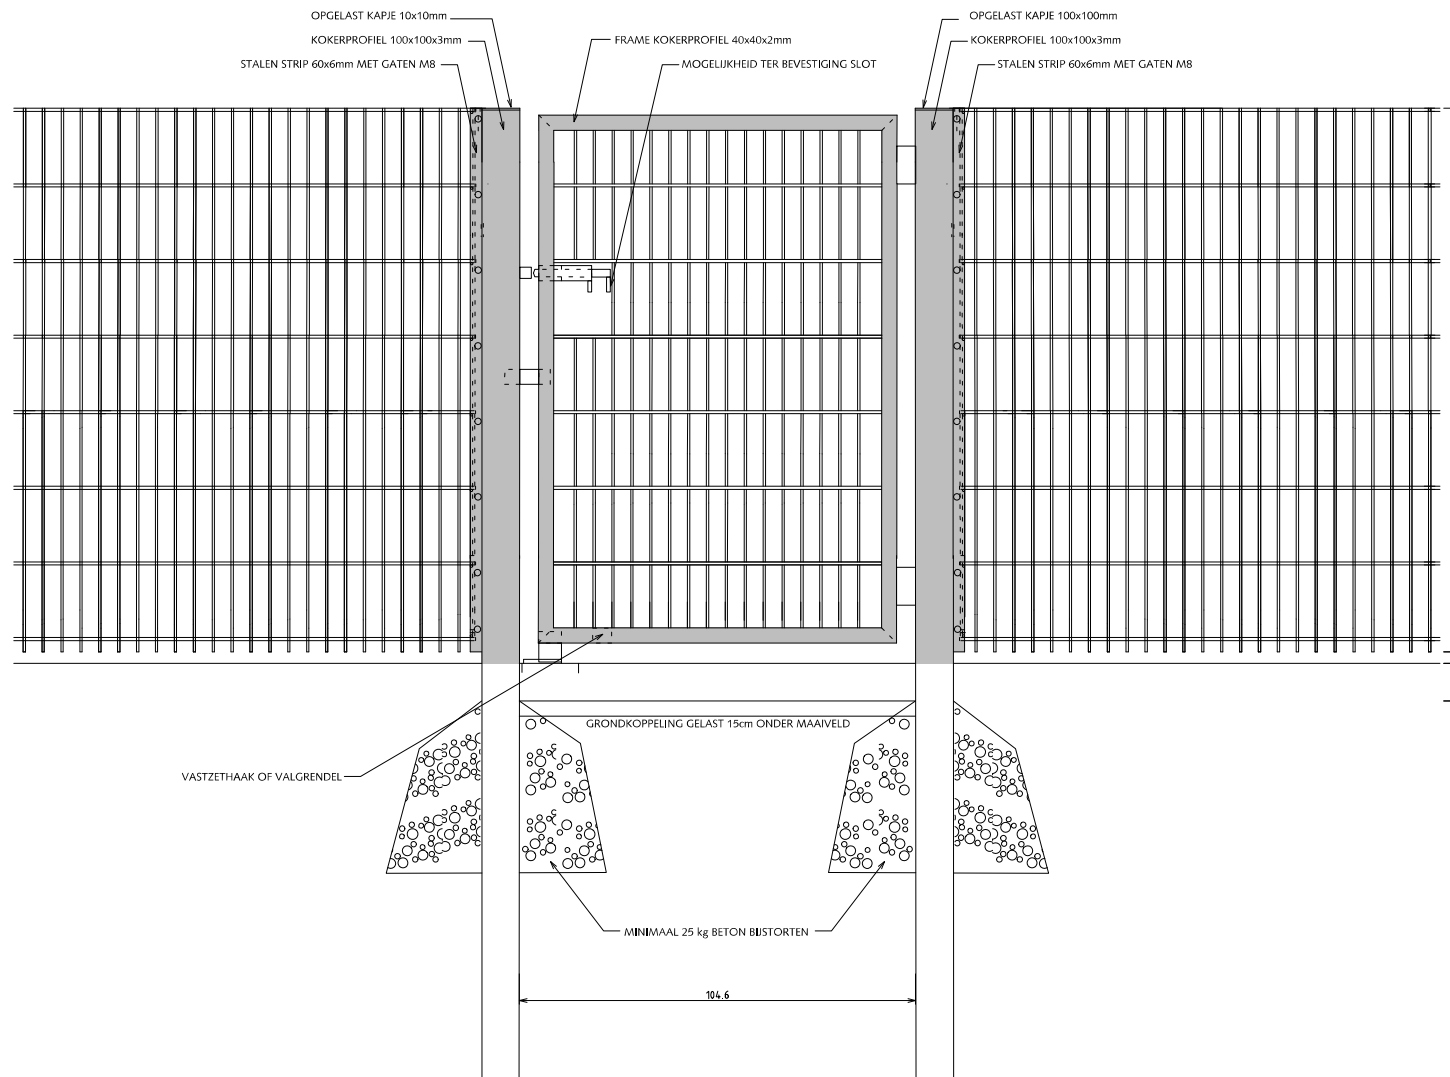 OPGELAST KAPJE 10x10mm
OPGELAST KAPJE 100x100mm
KOKERPROFIEL 100x100x3mm
FRAME KOKERPROFIEL 40x40x2mm
KOKERPROFIEL 100x100x3mm
STALEN STRIP 60x6mm MET GATEN M8
MOGELIJKHEID TER BEVESTIGING SLOT
STALEN STRIP 60x6mm MET GATEN M8
GRONDKOPPELING GELAST 15cm ONDER MAAIVELD
VASTZETHAAK OF VALGRENDEL
MINIMAAL 25 kg BETON BIJSTORTEN
104.6